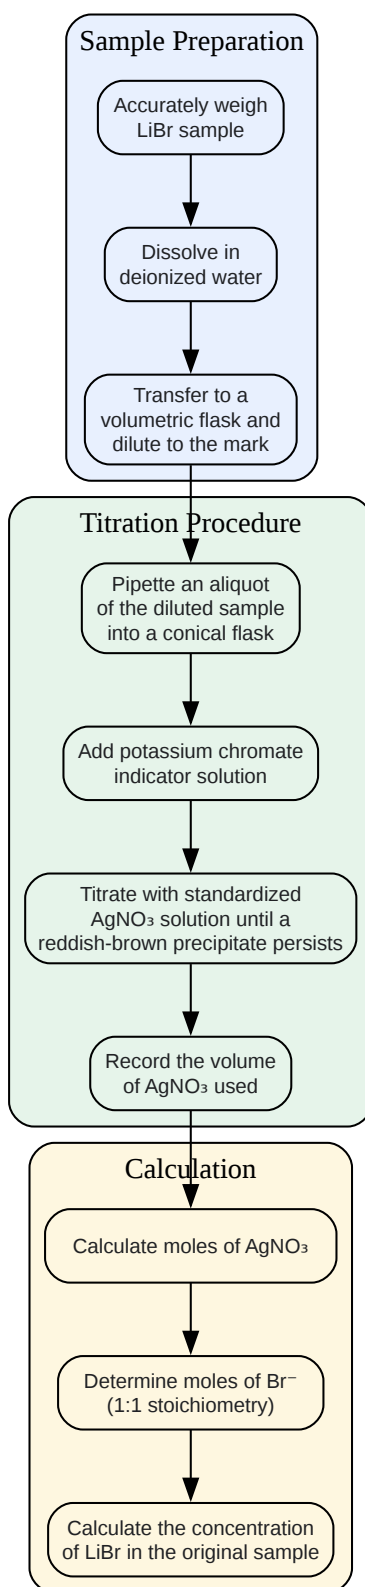 Sample Preparation
Accurately weigh
LiBr sample
Dissolve in
deionized water
Transfer to a
volumetric flask and
dilute to the mark
Titration Procedure
Pipette an aliquot
of the diluted sample
into a conical flask
Add potassium chromate
indicator solution
Titrate with standardized
AgNO₃ solution until a
reddish-brown precipitate persists
Record the volume
of AgNO₃ used
Calculation
Calculate moles of AgNO₃
Determine moles of Br⁻
(1:1 stoichiometry)
Calculate the concentration
of LiBr in the original sample